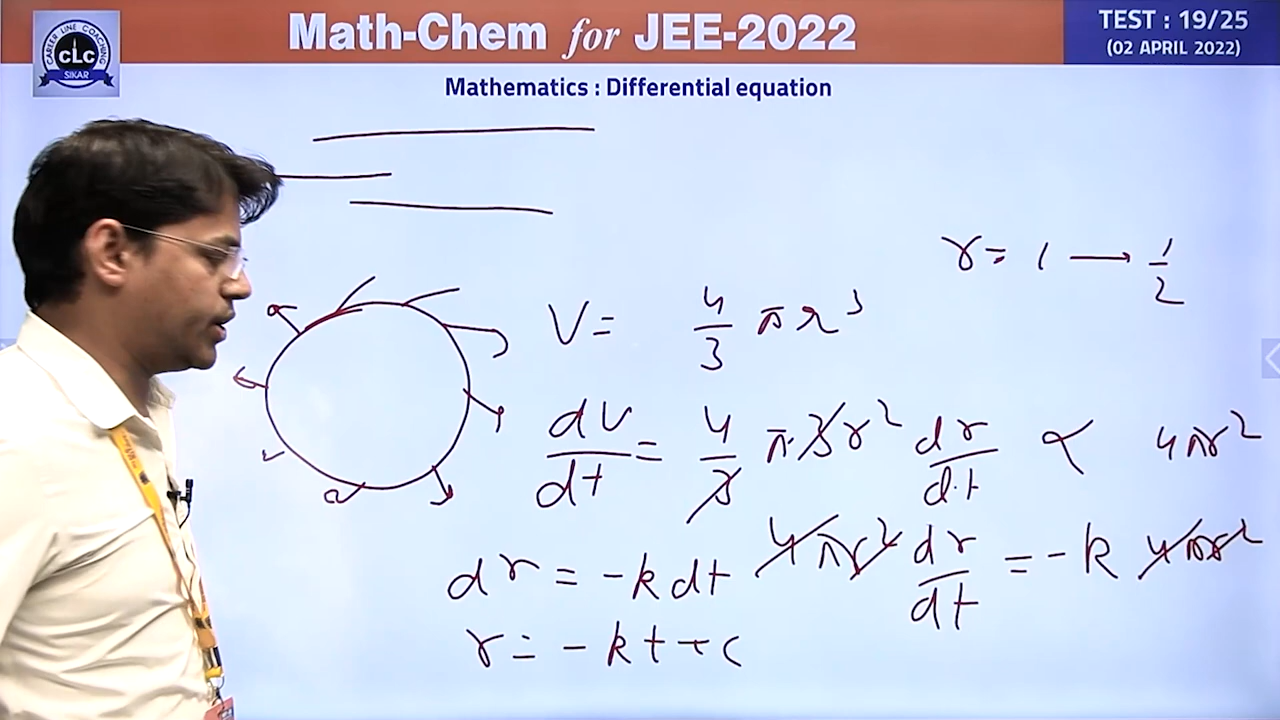 Math-Chem for JEE-2022
TEST : 19/25
(02 APRIL 2022)
CAREER LINE COACHING
CLC
SIKAR
Mathematics : Differential equation
r = 1 → 1/2
V = 4/3 πr³
dV/dt = 4/3 π·3r² dr/dt ∝ 4πr²
4πr² dr/dt = -k 4πr²
dr = -k dt
r = -kt + c